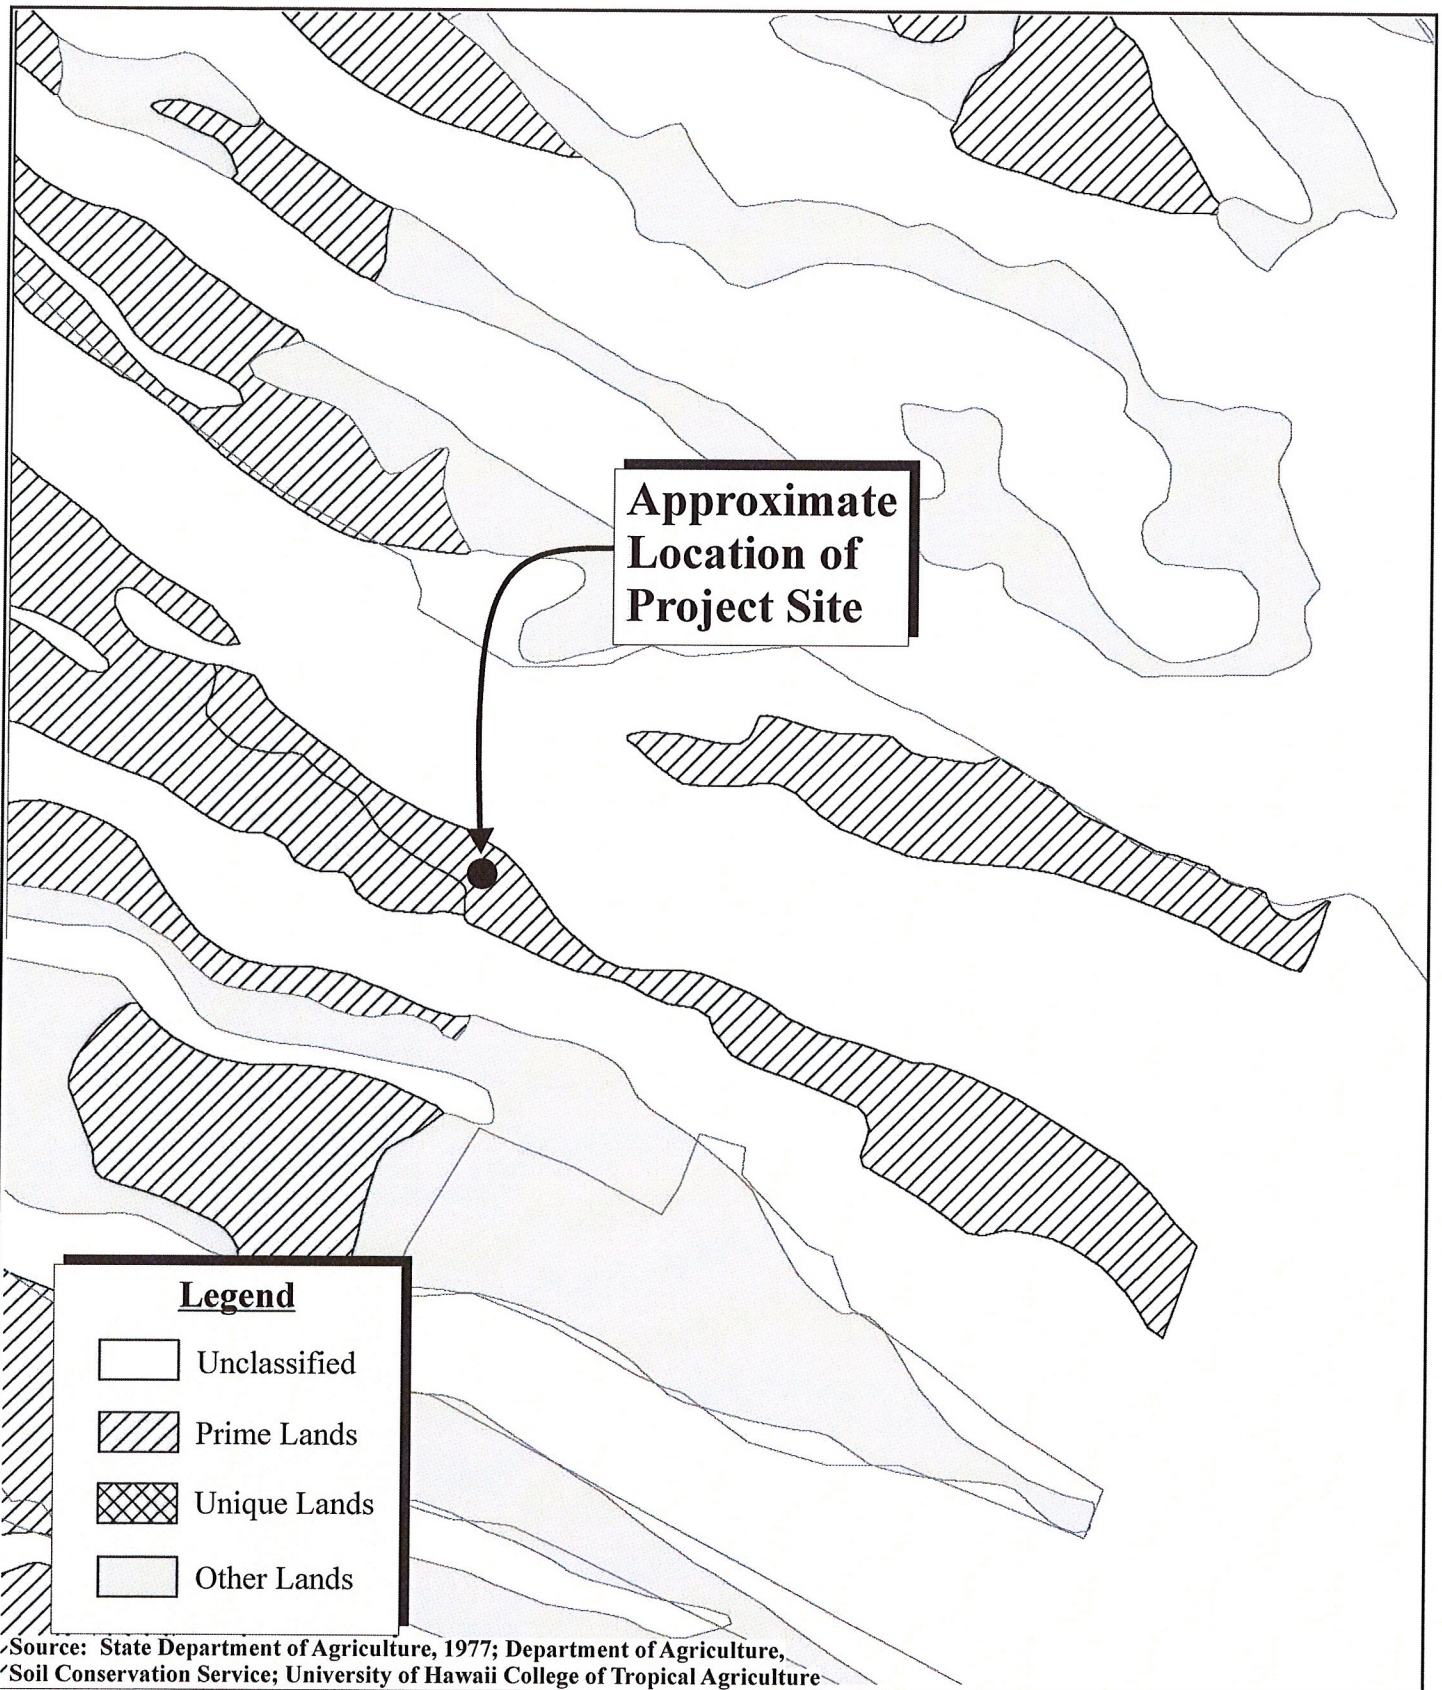 Approximate
Location of
Project Site
Legend
Unclassified
Prime Lands
Unique Lands
Other Lands
Source: State Department of Agriculture, 1977; Department of Agriculture,
Soil Conservation Service; University of Hawaii College of Tropical Agriculture